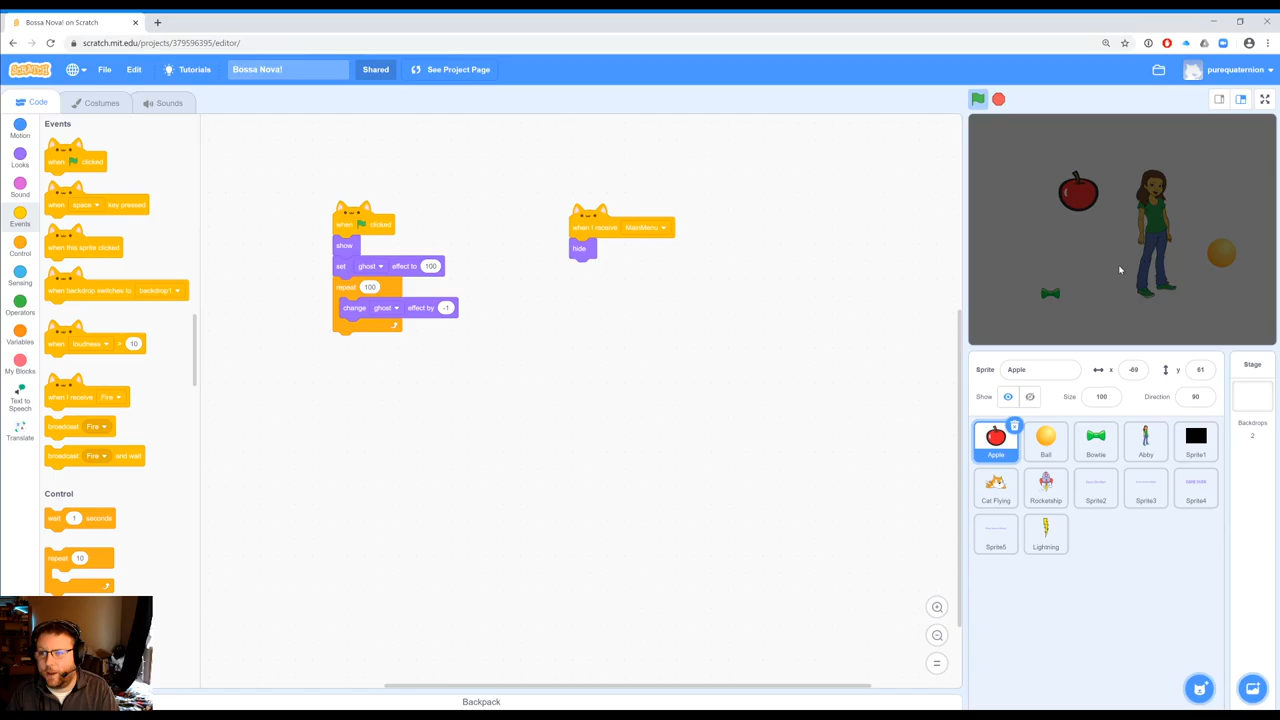 Bossa Nova! on Scratch
scratch.mit.edu/projects/379596395/editor/
SCRATCH
File
Edit
Tutorials
Bossa Nova!
Shared
See Project Page
purequaternion
Code
Costumes
Sounds
Motion
Looks
Sound
Events
Control
Sensing
Operators
Variables
My Blocks
Text to
Speech
Translate
Events
when clicked
when space key pressed
when this sprite clicked
when backdrop switches to backdrop1
when loudness > 10
when I receive Fire
broadcast Fire
broadcast Fire and wait
Control
wait 1 seconds
repeat 10
when clicked
show
set ghost effect to 100
repeat 100
change ghost effect by -1
when I receive MainMenu
hide
Sprite Apple x -69 y 61
Show Size 100 Direction 90
Stage
Backdrops
2
Apple
Ball
Bowtie
Abby
Sprite1
Cat Flying
Rocketship
Sprite2
Sprite3
GAME OVER
Sprite4
Sprite5
Lightning
Backpack